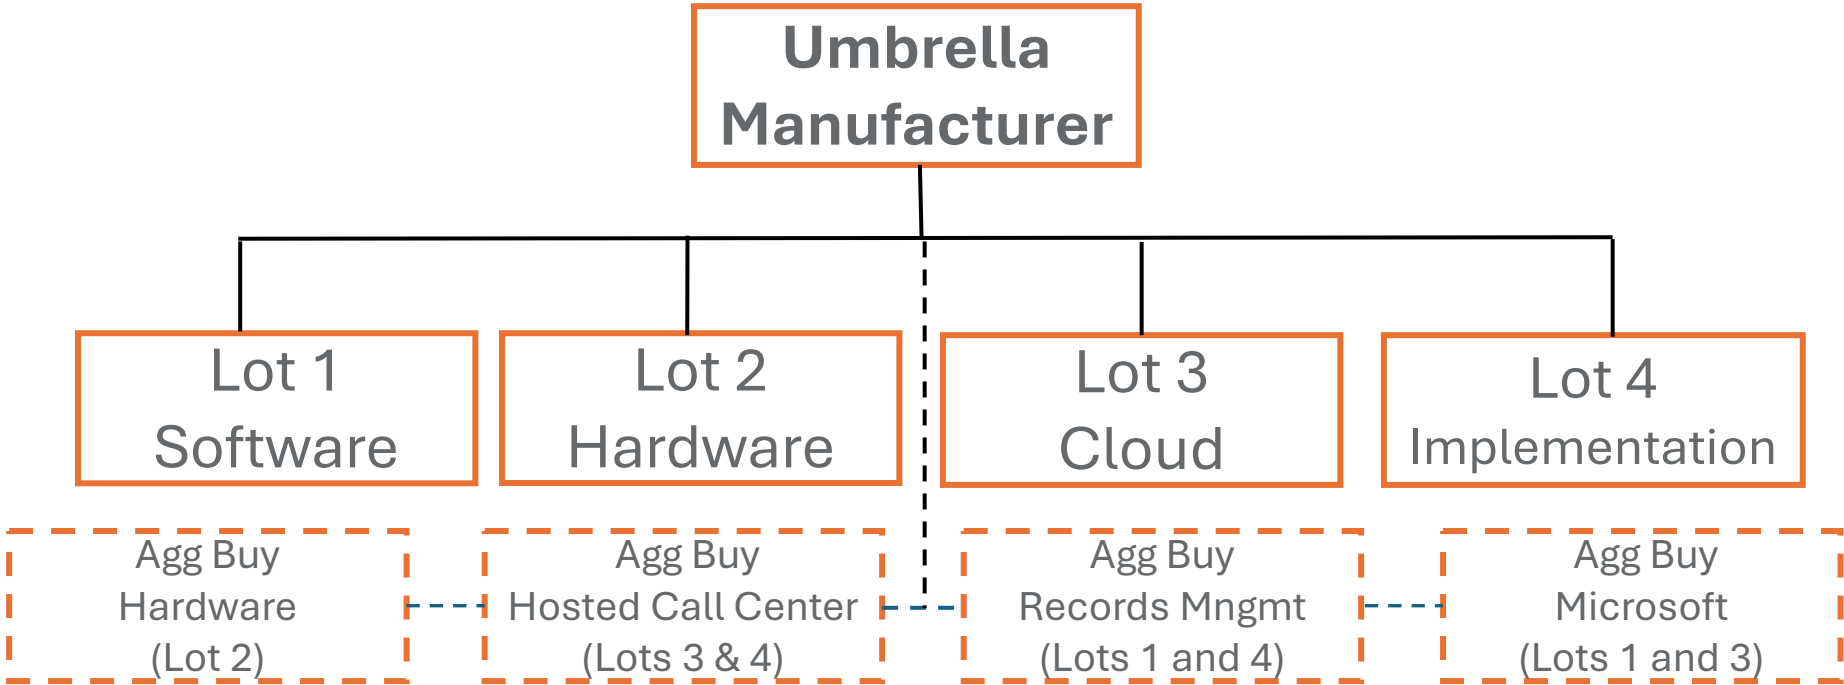 Umbrella
Manufacturer
Lot 1
Software
Lot 2
Hardware
Lot 3
Cloud
Lot 4
Implementation
Agg Buy
Hardware
(Lot 2)
Agg Buy
Hosted Call Center
(Lots 3 & 4)
Agg Buy
Records Mngmt
(Lots 1 and 4)
Agg Buy
Microsoft
(Lots 1 and 3)